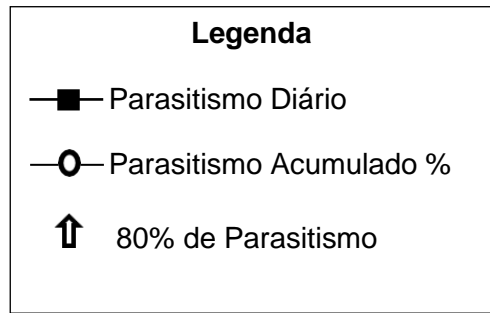 Legenda
Parasitismo Diário
Parasitismo Acumulado %
80% de Parasitismo